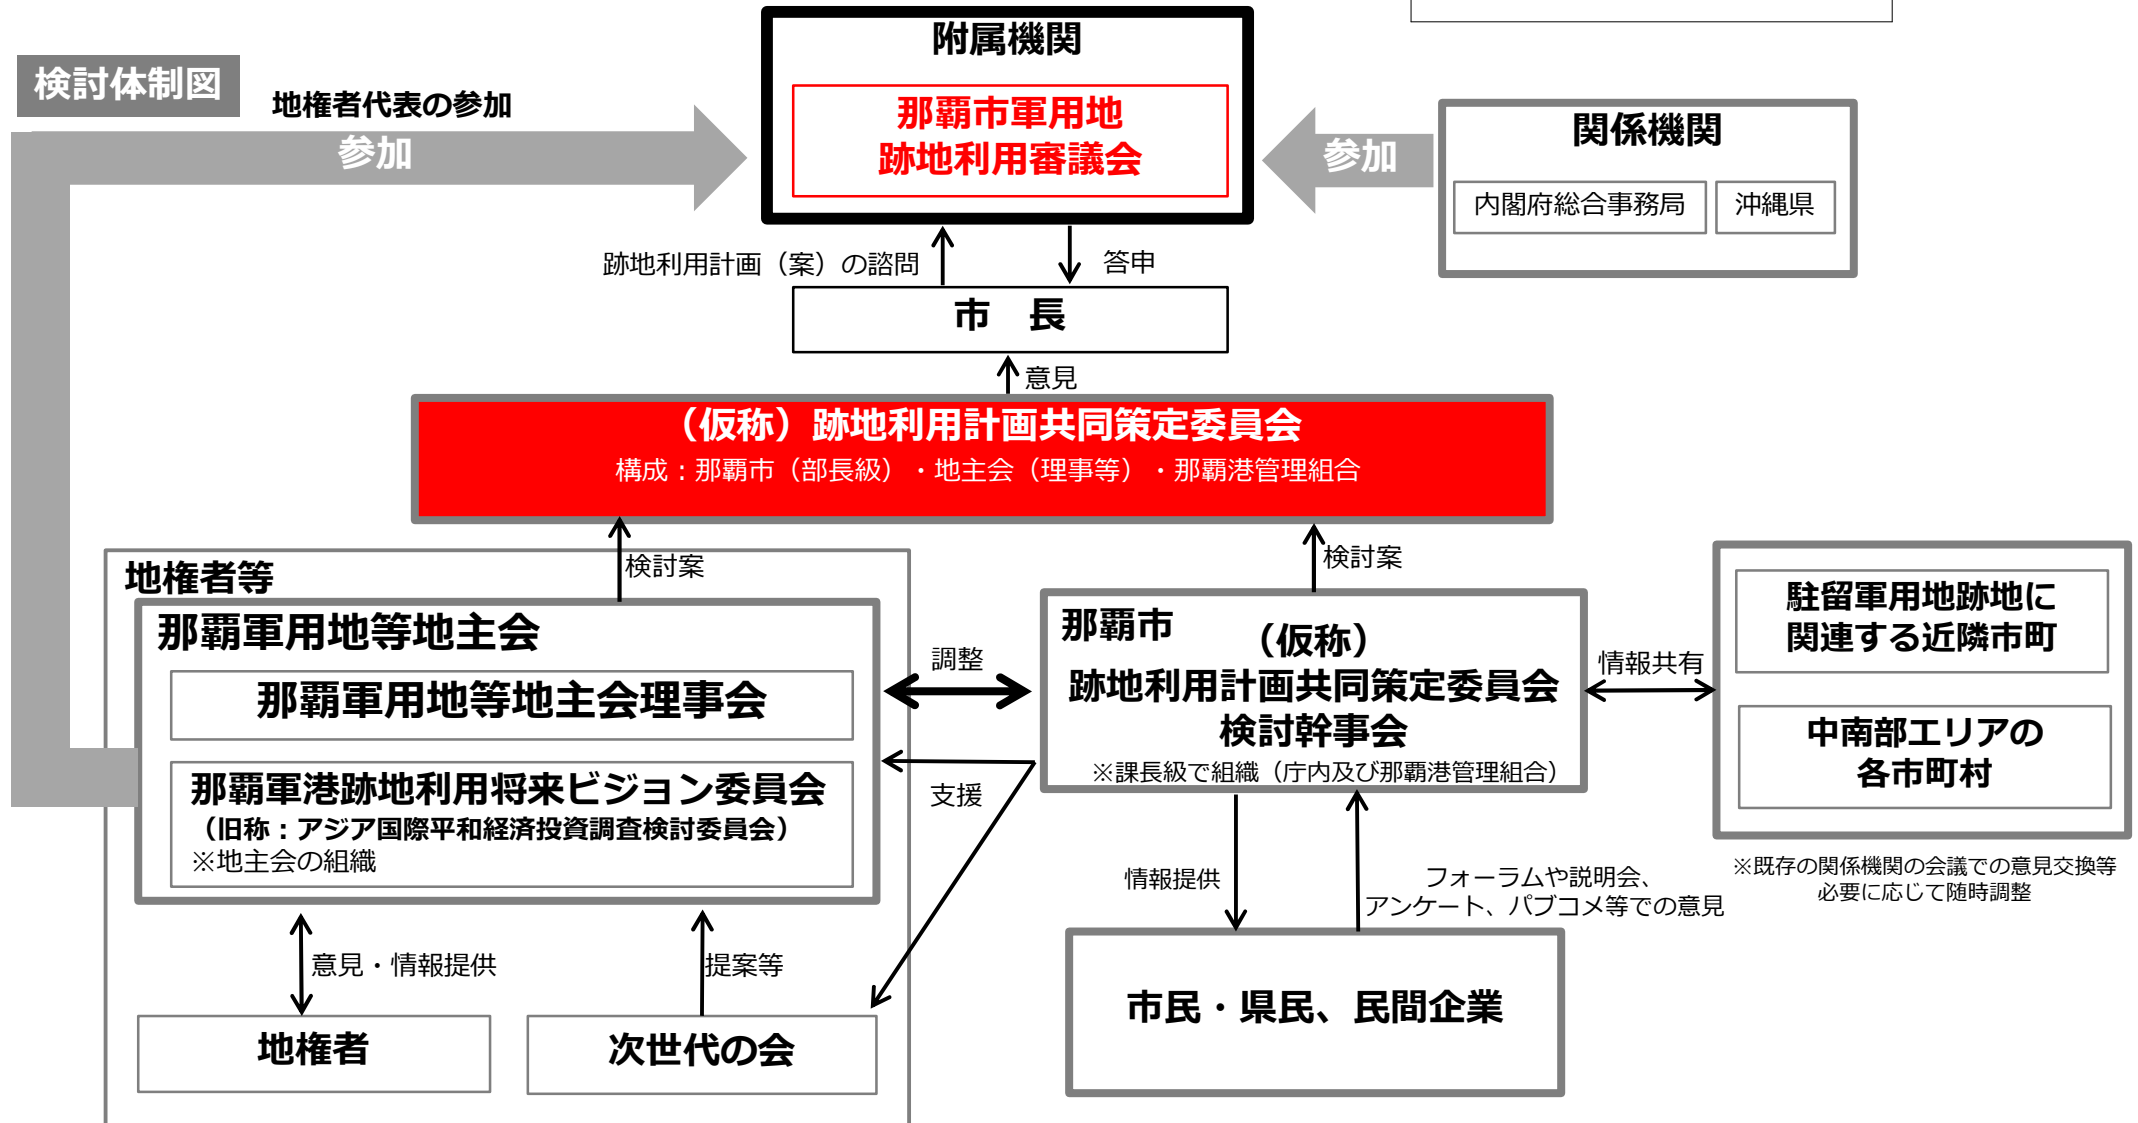 検討体制図
附属機関
那覇市軍用地
跡地利用審議会
地権者代表の参加
参加
参加
関係機関
内閣府総合事務局
沖縄県
跡地利用計画（案）の諮問
答申
市　長
意見
（仮称）跡地利用計画共同策定委員会
構成：那覇市（部長級）・地主会（理事等）・那覇港管理組合
検討案
検討案
地権者等
那覇軍用地等地主会
那覇軍用地等地主会理事会
那覇軍港跡地利用将来ビジョン委員会
（旧称：アジア国際平和経済投資調査検討委員会）
※地主会の組織
調整
支援
那覇市
（仮称）
跡地利用計画共同策定委員会
検討幹事会
※課長級で組織（庁内及び那覇港管理組合）
情報共有
駐留軍用地跡地に
関連する近隣市町
中南部エリアの
各市町村
※既存の関係機関の会議での意見交換等
必要に応じて随時調整
情報提供
フォーラムや説明会、
アンケート、パブコメ等での意見
意見・情報提供
提案等
地権者
次世代の会
市民・県民、民間企業